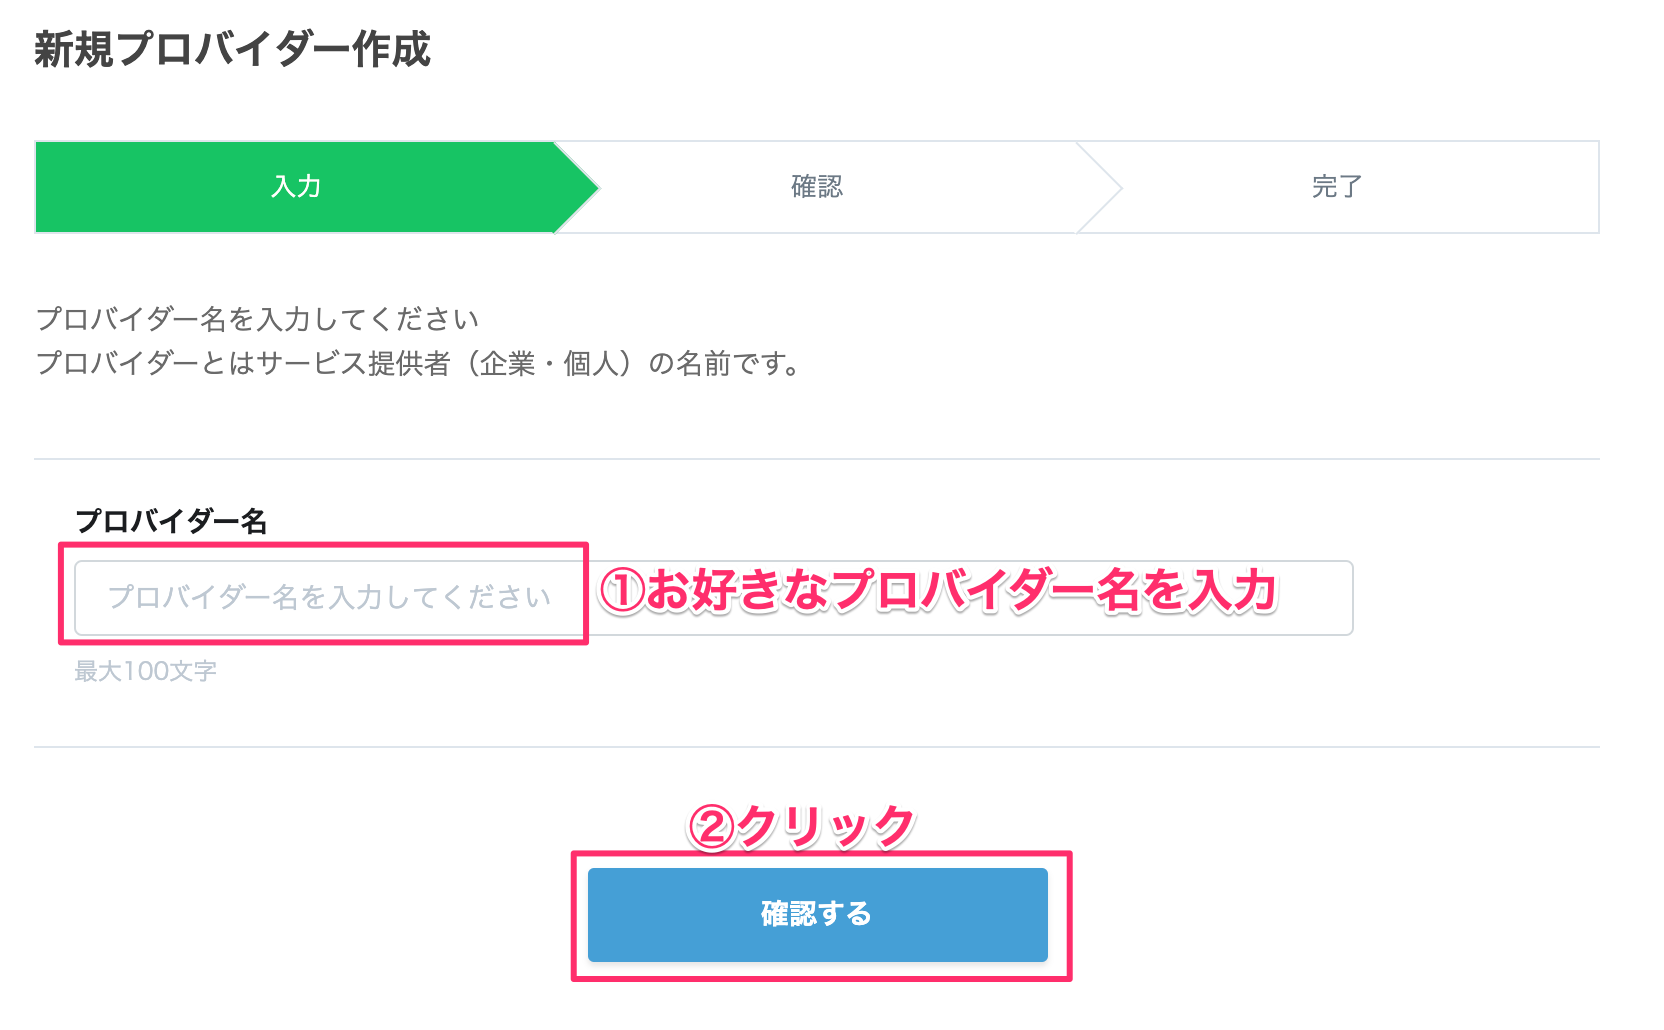 新規プロバイダー作成
入力
確認
完了
プロバイダー名を入力してください
プロバイダーとはサービス提供者（企業・個人）の名前です。
プロバイダー名
プロバイダー名を入力してください
①お好きなプロバイダー名を入力
最大100文字
②クリック
確認する